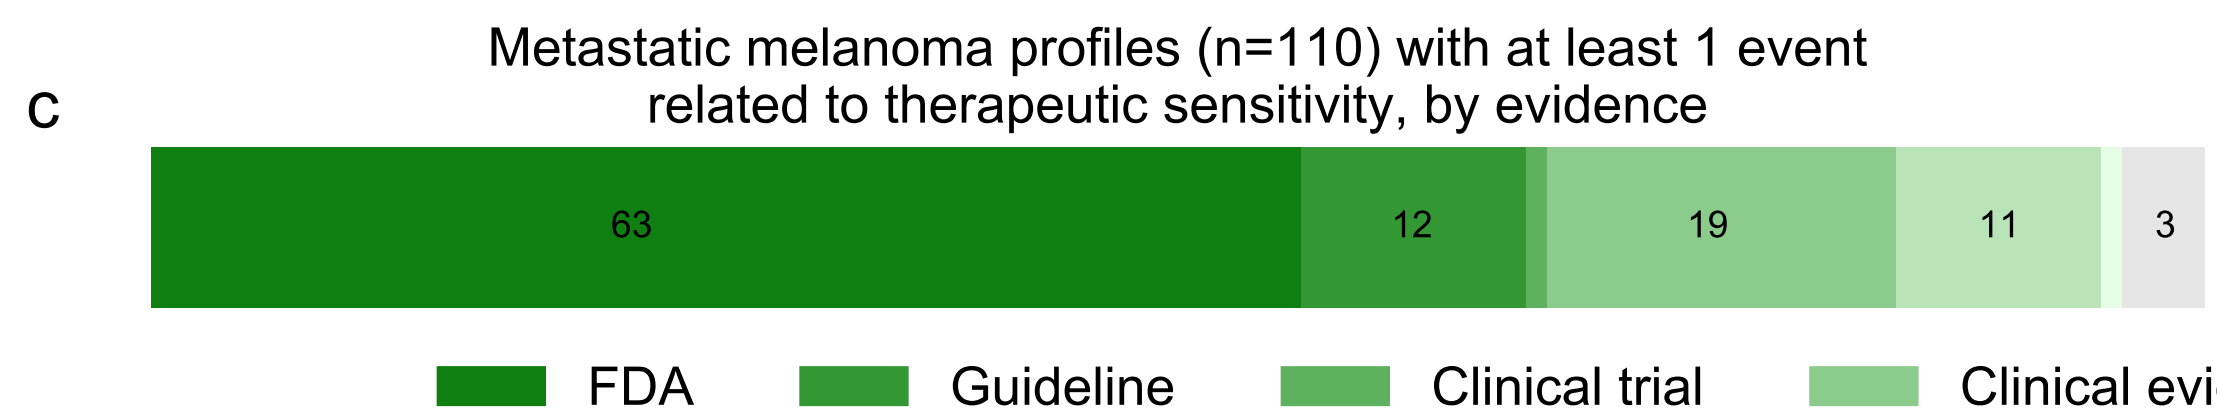 Metastatic melanoma profiles (n=110) with at least 1 event
related to therapeutic sensitivity, by evidence
c
63 12 19 11 3
FDA Guideline Clinical trial Clinical evi